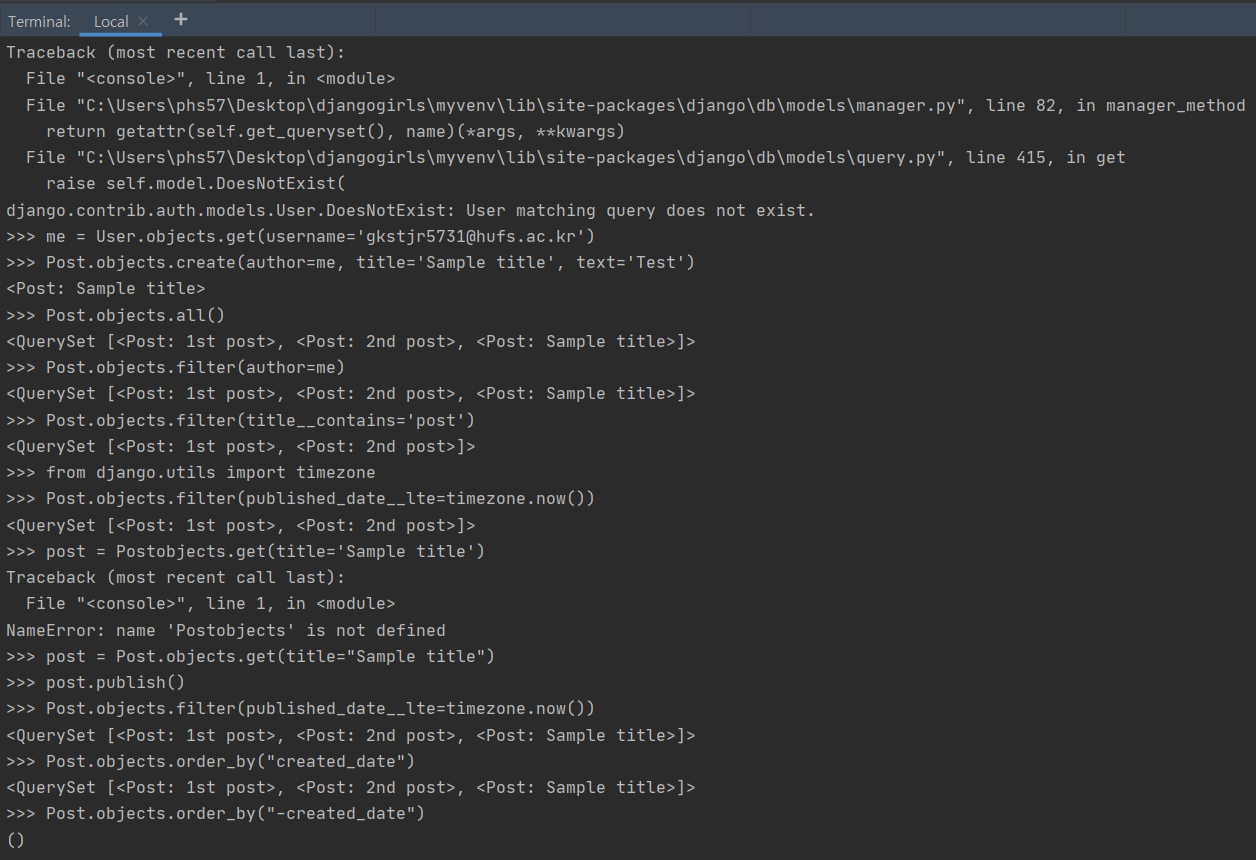 Terminal: Local × +
Traceback (most recent call last):
  File "<console>", line 1, in <module>
  File "C:\Users\phs57\Desktop\djangogirls\myvenv\lib\site-packages\django\db\models\manager.py", line 82, in manager_method
    return getattr(self.get_queryset(), name)(*args, **kwargs)
  File "C:\Users\phs57\Desktop\djangogirls\myvenv\lib\site-packages\django\db\models\query.py", line 415, in get
    raise self.model.DoesNotExist(
django.contrib.auth.models.User.DoesNotExist: User matching query does not exist.
>>> me = User.objects.get(username='gkstjr5731@hufs.ac.kr')
>>> Post.objects.create(author=me, title='Sample title', text='Test')
<Post: Sample title>
>>> Post.objects.all()
<QuerySet [<Post: 1st post>, <Post: 2nd post>, <Post: Sample title>]>
>>> Post.objects.filter(author=me)
<QuerySet [<Post: 1st post>, <Post: 2nd post>, <Post: Sample title>]>
>>> Post.objects.filter(title__contains='post')
<QuerySet [<Post: 1st post>, <Post: 2nd post>]>
>>> from django.utils import timezone
>>> Post.objects.filter(published_date__lte=timezone.now())
<QuerySet [<Post: 1st post>, <Post: 2nd post>]>
>>> post = Postobjects.get(title='Sample title')
Traceback (most recent call last):
  File "<console>", line 1, in <module>
NameError: name 'Postobjects' is not defined
>>> post = Post.objects.get(title="Sample title")
>>> post.publish()
>>> Post.objects.filter(published_date__lte=timezone.now())
<QuerySet [<Post: 1st post>, <Post: 2nd post>, <Post: Sample title>]>
>>> Post.objects.order_by("created_date")
<QuerySet [<Post: 1st post>, <Post: 2nd post>, <Post: Sample title>]>
>>> Post.objects.order_by("-created_date")
()